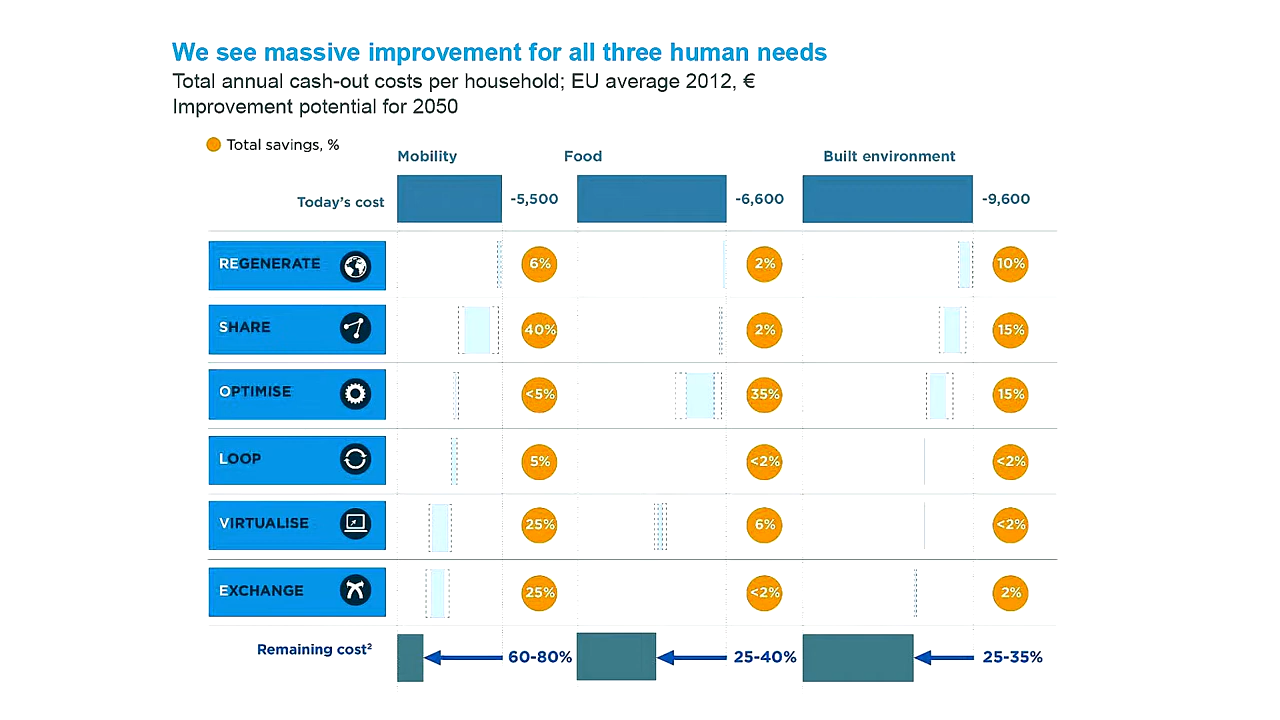 We see massive improvement for all three human needs
Total annual cash-out costs per household; EU average 2012, €
Improvement potential for 2050
Total savings, %
Mobility Food Built environment
Today's cost -5,500 -6,600 -9,600
REGENERATE 6% 2% 10%
SHARE 40% 2% 15%
OPTIMISE <5% 35% 15%
LOOP 5% <2% <2%
VIRTUALISE 25% 6% <2%
EXCHANGE 25% <2% 2%
Remaining cost² 60-80% 25-40% 25-35%